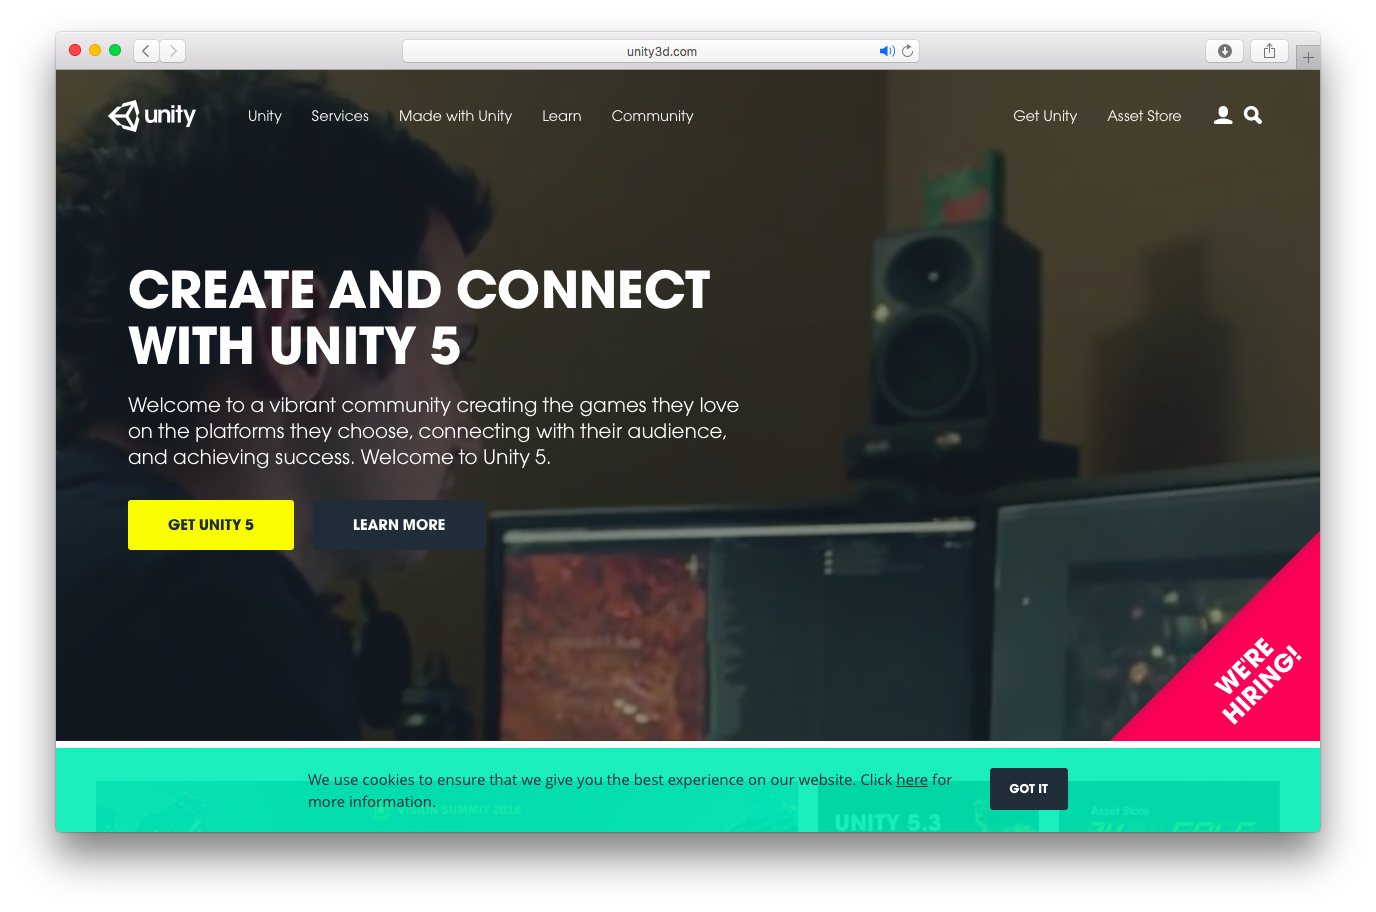 unity3d.com
unity
Unity
Services
Made with Unity
Learn
Community
Get Unity
Asset Store
CREATE AND CONNECT
WITH UNITY 5
Welcome to a vibrant community creating the games they love
on the platforms they choose, connecting with their audience,
and achieving success. Welcome to Unity 5.
GET UNITY 5
LEARN MORE
WE'RE
HIRING!
We use cookies to ensure that we give you the best experience on our website. Click here for
more information.
GOT IT
VISION SUMMIT 2016
UNITY 5.3
Asset Store